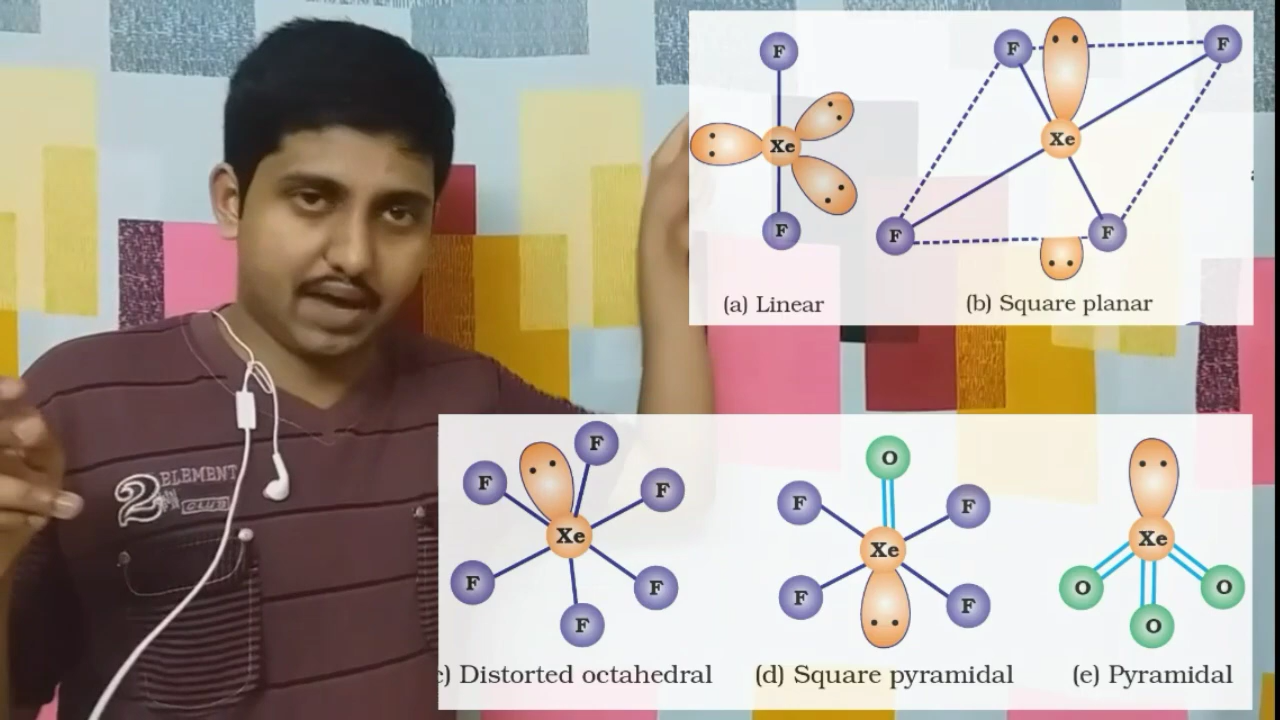 F
F
F
Xe
Xe
F
F
F
(a) Linear
(b) Square planar
F
O
F
F
F
F
Xe
Xe
Xe
F
F
F
F
O
O
F
O
c) Distorted octahedral
(d) Square pyramidal
(e) Pyramidal
2 ELEMENT
CLUB